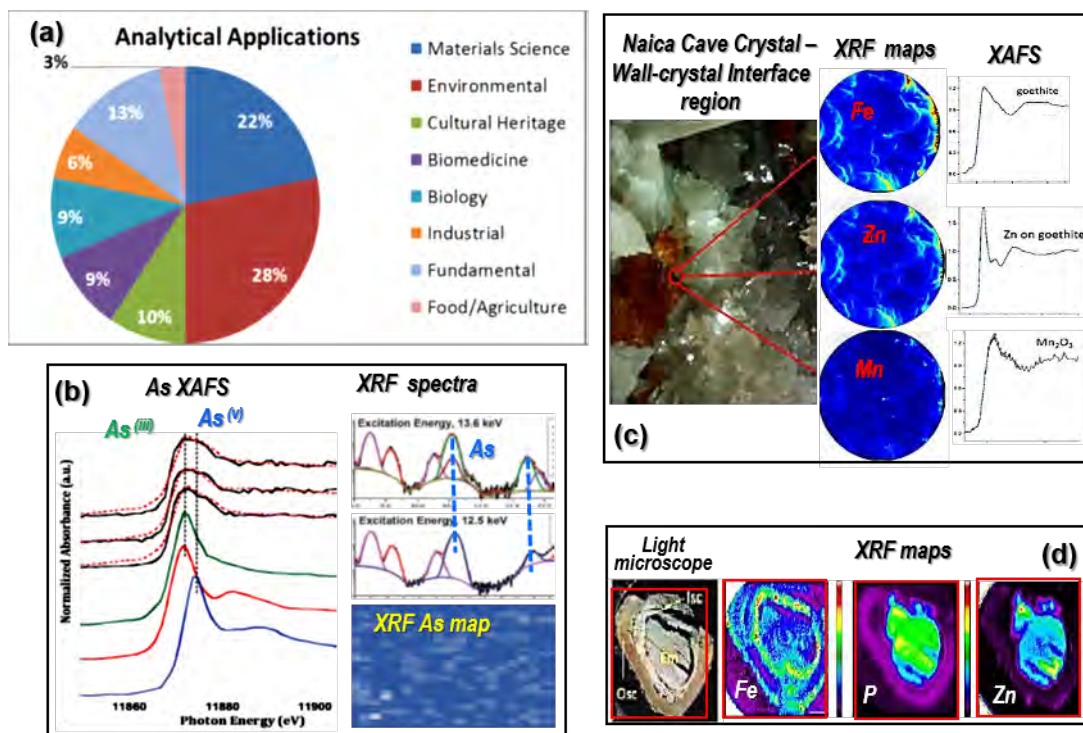 (a)
Analytical Applications
3%
13%
22%
6%
9%
9%
10%
28%
Materials Science
Environmental
Cultural Heritage
Biomedicine
Biology
Industrial
Fundamental
Food/Agriculture
(b)
As XAFS
As(iii)
As(v)
Normalized Absorbance (a.u.)
11860
11880
11900
Photon Energy (eV)
XRF spectra
Excitation Energy, 13.6 keV
As
Excitation Energy, 12.5 keV
XRF As map
(c)
Naica Cave Crystal –
Wall-crystal Interface
region
XRF maps
XAFS
Fe
goethite
Zn
Zn on goethite
Mn
Mn₂O₃
(d)
Light
microscope
XRF maps
Isc
Em
Osc
Fe
P
Zn